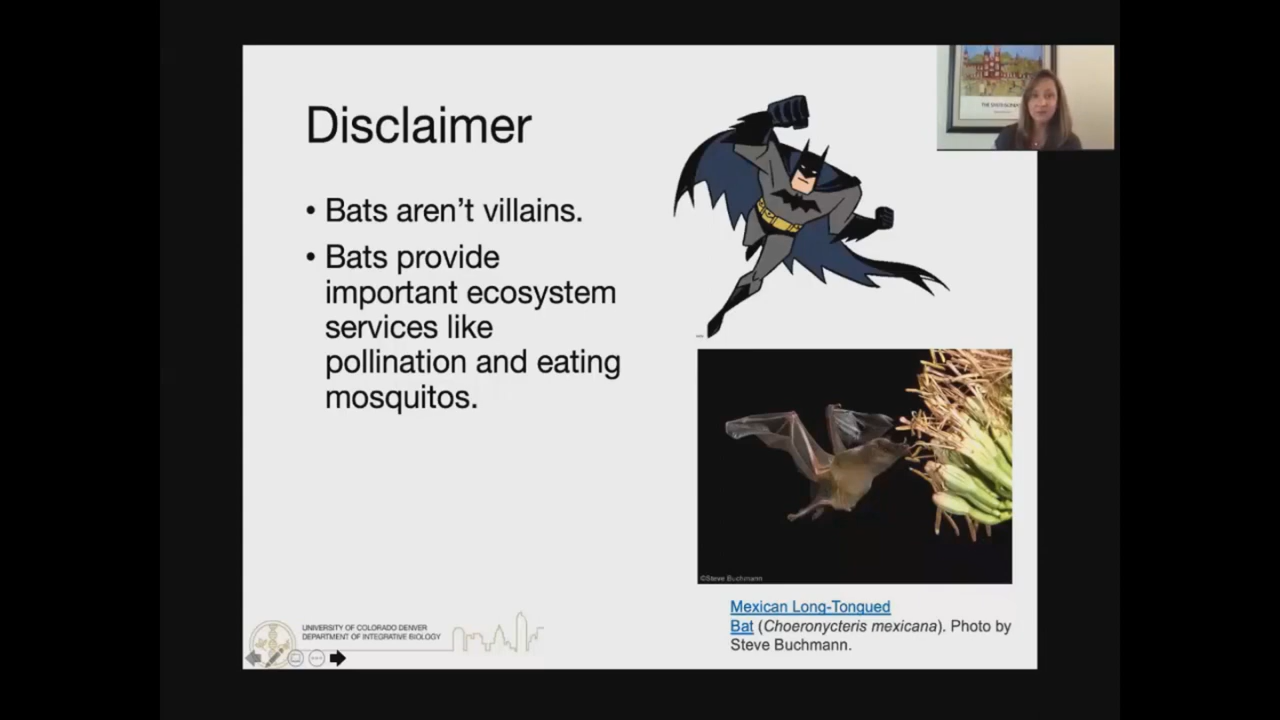 Disclaimer
• Bats aren't villains.
• Bats provide
important ecosystem
services like
pollination and eating
mosquitos.
©Steve Buchmann
Mexican Long-Tongued
Bat (Choeronycteris mexicana). Photo by
Steve Buchmann.
UNIVERSITY OF COLORADO DENVER
DEPARTMENT OF INTEGRATIVE BIOLOGY